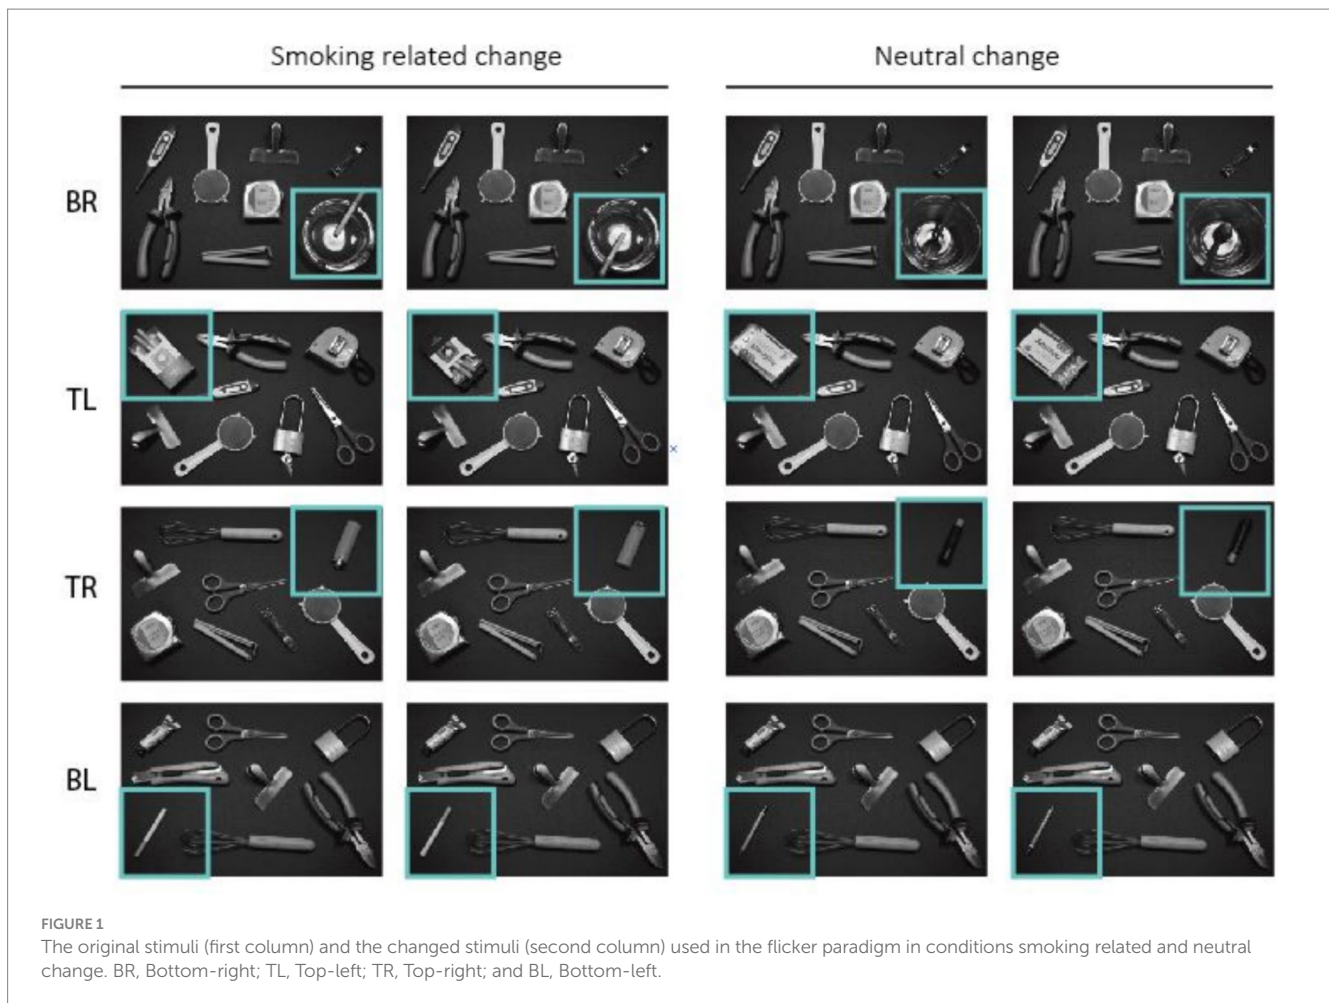 Smoking related change
Neutral change
BR
TL
TR
BL
FIGURE 1
The original stimuli (first column) and the changed stimuli (second column) used in the flicker paradigm in conditions smoking related and neutral
change. BR, Bottom-right; TL, Top-left; TR, Top-right; and BL, Bottom-left.